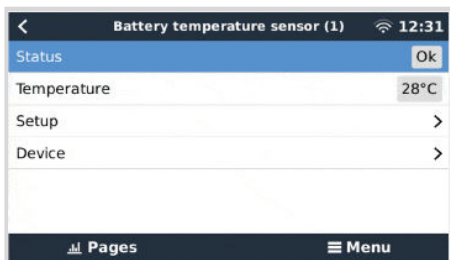 Battery temperature sensor (1) 12:31
Status Ok
Temperature 28°C
Setup
Device
Pages Menu